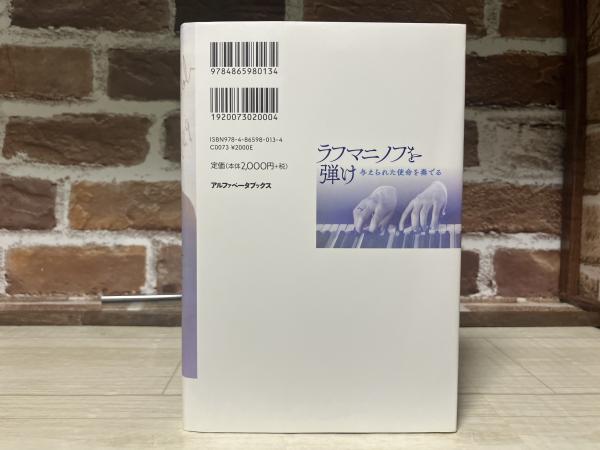 9784865980134
1920073020004
ISBN978-4-86598-013-4
C0073 ¥2000E
定価(本体2,000円+税)
アルファベータブックス
ラフマニノフを
弾け
与えられた使命を奏でる